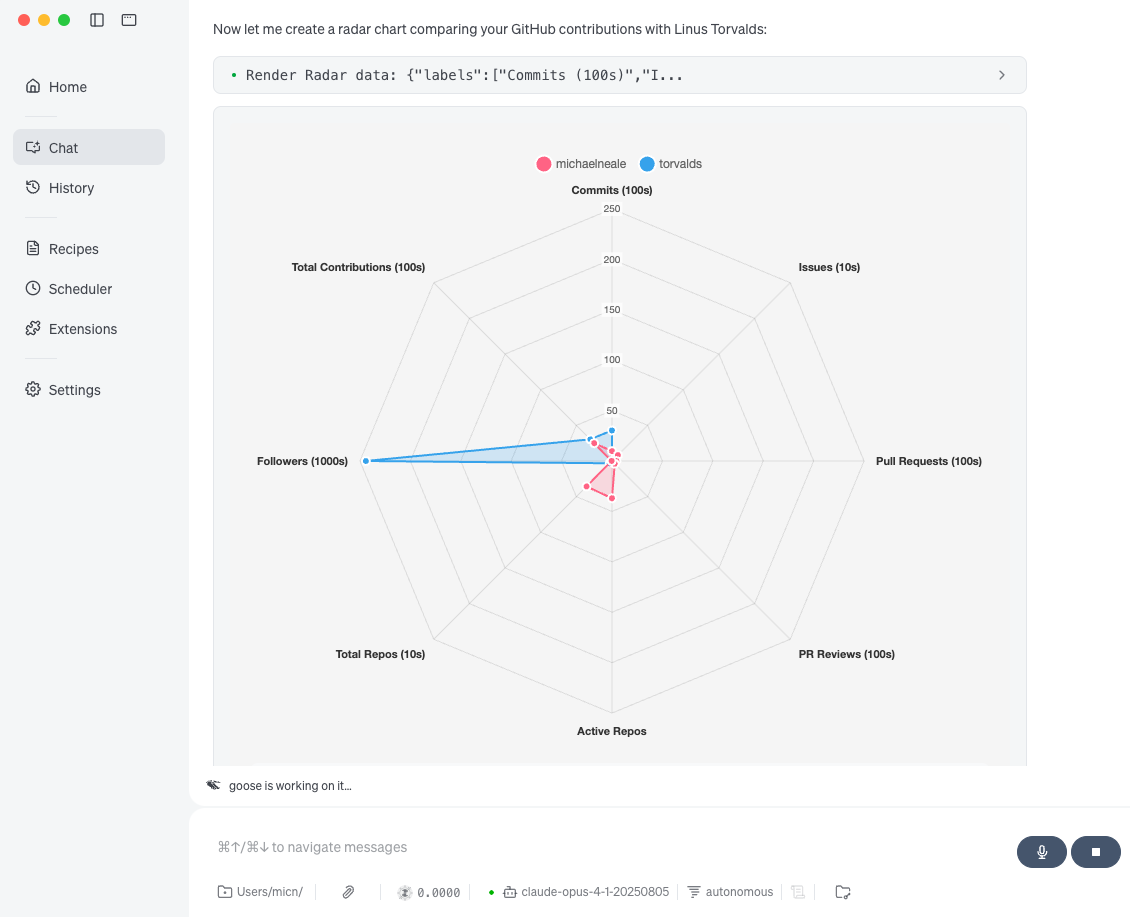 Now let me create a radar chart comparing your GitHub contributions with Linus Torvalds:
Render Radar data: {"labels":["Commits (100s)","I...
Home
Chat
History
Recipes
Scheduler
Extensions
Settings
michaelneale torvalds
Commits (100s)
250
200
150
100
50
Total Contributions (100s)
Issues (10s)
Followers (1000s)
Pull Requests (100s)
Total Repos (10s)
PR Reviews (100s)
Active Repos
goose is working on it…
⌘↑/⌘↓ to navigate messages
Users/micn/ 0.0000 claude-opus-4-1-20250805 autonomous